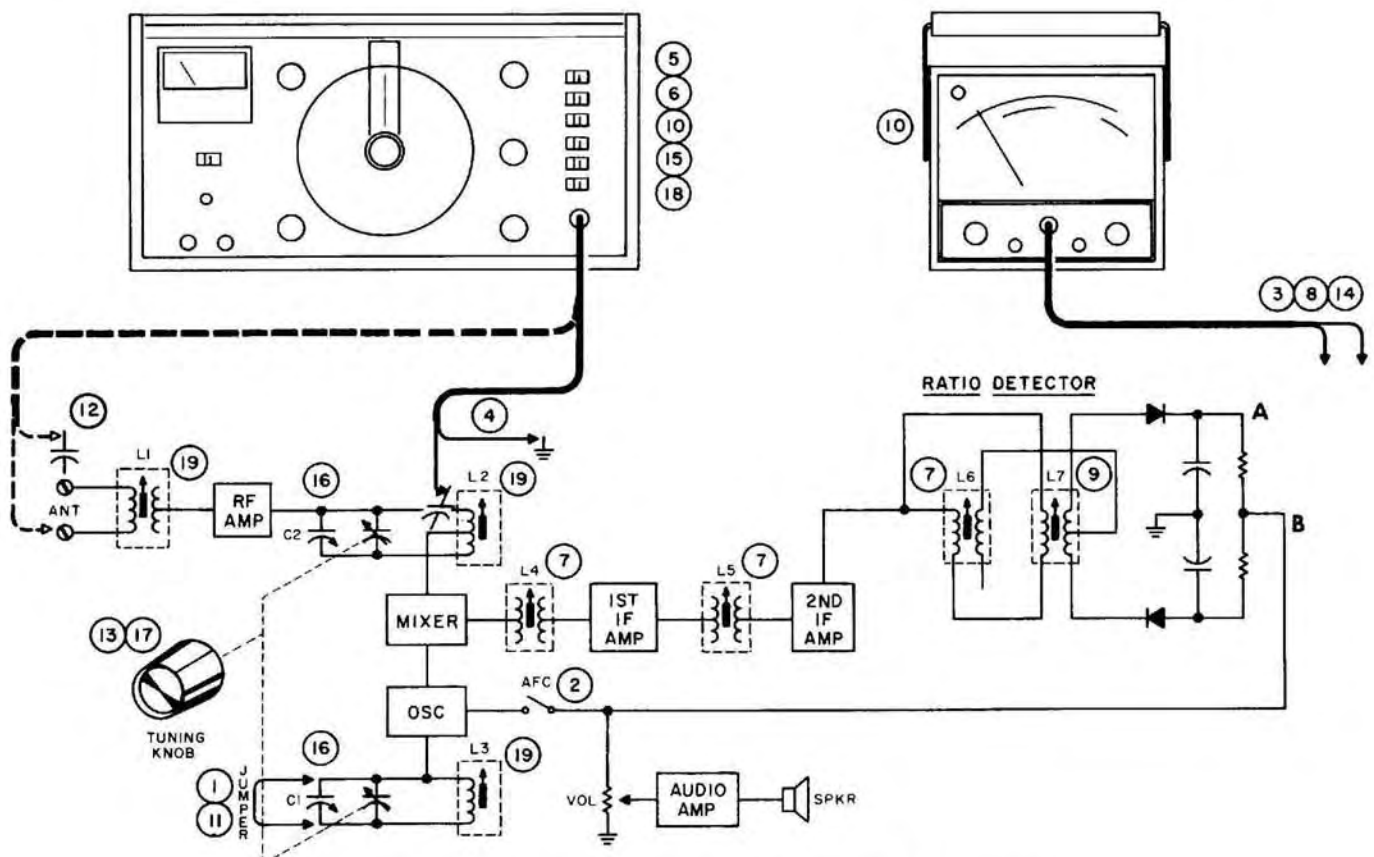 5
6
10
15
18
10
3 8 14
RATIO DETECTOR
4
12
L1
19
ANT
RF
AMP
16
C2
L2
19
7
L6
L7
9
A
B
L4
7
1ST
IF
AMP
L5
7
2ND
IF AMP
MIXER
13 17
TUNING
KNOB
OSC
AFC
2
16
L3
19
1
11
JUMPER
C1
VOL
AUDIO
AMP
SPKR